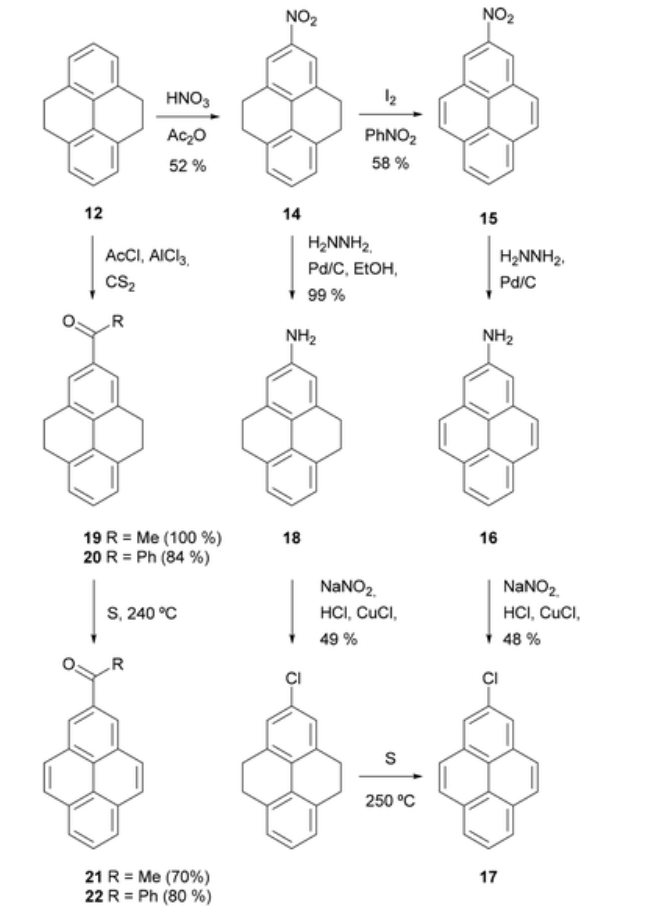 NO₂
NO₂
HNO₃
Ac₂O
52 %
I₂
PhNO₂
58 %
12
14
15
AcCl, AlCl₃,
CS₂
H₂NNH₂,
Pd/C, EtOH,
99 %
H₂NNH₂,
Pd/C
O
R
NH₂
NH₂
19 R = Me (100 %)
20 R = Ph (84 %)
18
16
S, 240 ºC
NaNO₂,
HCl, CuCl,
49 %
NaNO₂,
HCl, CuCl,
48 %
O
R
Cl
Cl
S
250 ºC
21 R = Me (70%)
22 R = Ph (80 %)
17